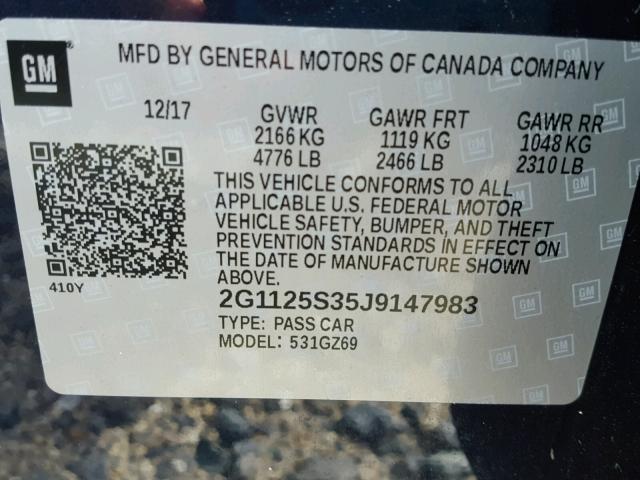 GM
MFD BY GENERAL MOTORS OF CANADA COMPANY
12/17 GVWR GAWR FRT GAWR RR
2166 KG 1119 KG 1048 KG
4776 LB 2466 LB 2310 LB
THIS VEHICLE CONFORMS TO ALL
APPLICABLE U.S. FEDERAL MOTOR
VEHICLE SAFETY, BUMPER, AND THEFT
PREVENTION STANDARDS IN EFFECT ON
THE DATE OF MANUFACTURE SHOWN
ABOVE.
410Y
2G1125S35J9147983
TYPE: PASS CAR
MODEL: 531GZ69